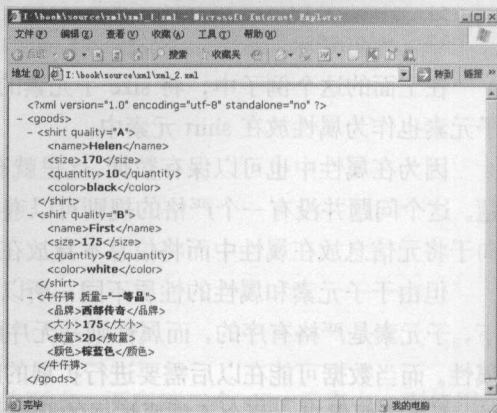 I:\book\source\xml\xml_1.xml - Microsoft Internet Explorer
文件(F) 编辑(E) 查看(V) 收藏(A) 工具(T) 帮助(H)
后退 搜索 收藏夹
地址(D) I:\book\source\xml\xml_2.xml 转到 链接 »
<?xml version="1.0" encoding="utf-8" standalone="no" ?>
- <goods>
- <shirt quality="A">
<name>Helen</name>
<size>170</size>
<quantity>10</quantity>
<color>black</color>
</shirt>
- <shirt quality="B">
<name>First</name>
<size>175</size>
<quantity>9</quantity>
<color>white</color>
</shirt>
- <牛仔裤 质量="一等品">
<品牌>西部传奇</品牌>
<大小>175</大小>
<数量>20</数量>
<颜色>棕蓝色</颜色>
</牛仔裤>
</goods>
完毕 我的电脑